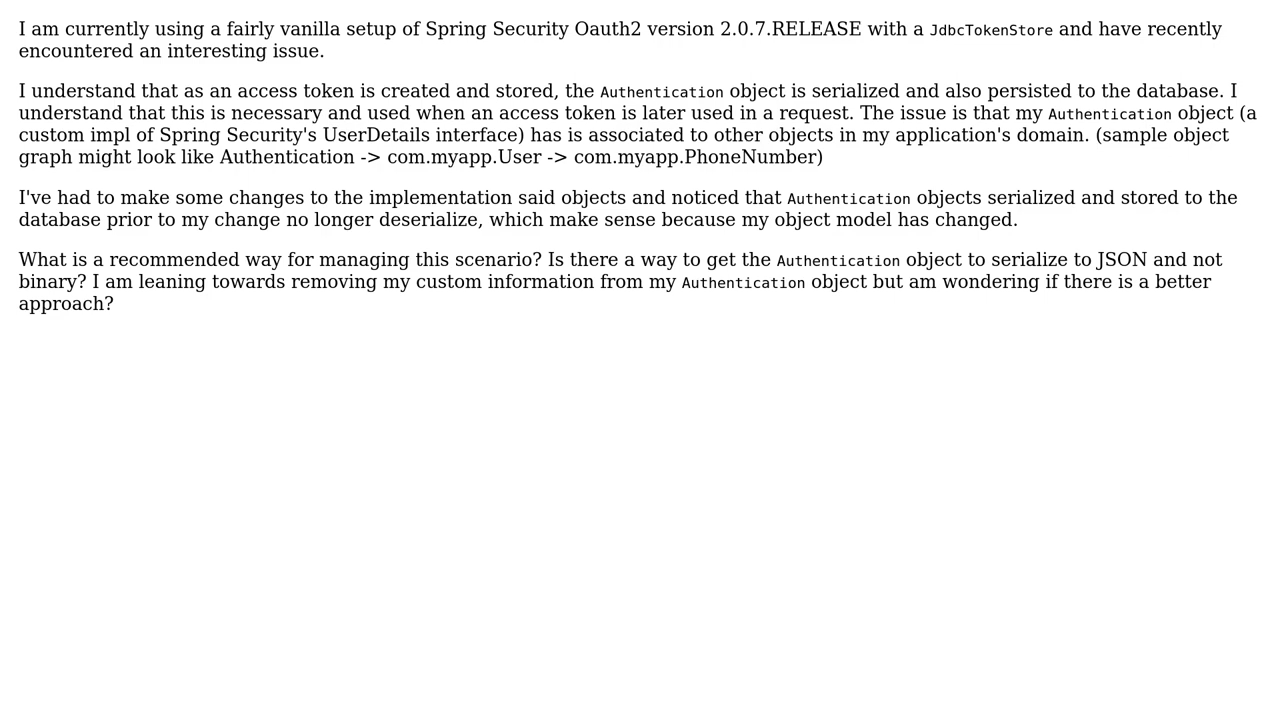 I am currently using a fairly vanilla setup of Spring Security Oauth2 version 2.0.7.RELEASE with a JdbcTokenStore and have recently
encountered an interesting issue.
I understand that as an access token is created and stored, the Authentication object is serialized and also persisted to the database. I
understand that this is necessary and used when an access token is later used in a request. The issue is that my Authentication object (a
custom impl of Spring Security's UserDetails interface) has is associated to other objects in my application's domain. (sample object
graph might look like Authentication -> com.myapp.User -> com.myapp.PhoneNumber)
I've had to make some changes to the implementation said objects and noticed that Authentication objects serialized and stored to the
database prior to my change no longer deserialize, which make sense because my object model has changed.
What is a recommended way for managing this scenario? Is there a way to get the Authentication object to serialize to JSON and not
binary? I am leaning towards removing my custom information from my Authentication object but am wondering if there is a better
approach?